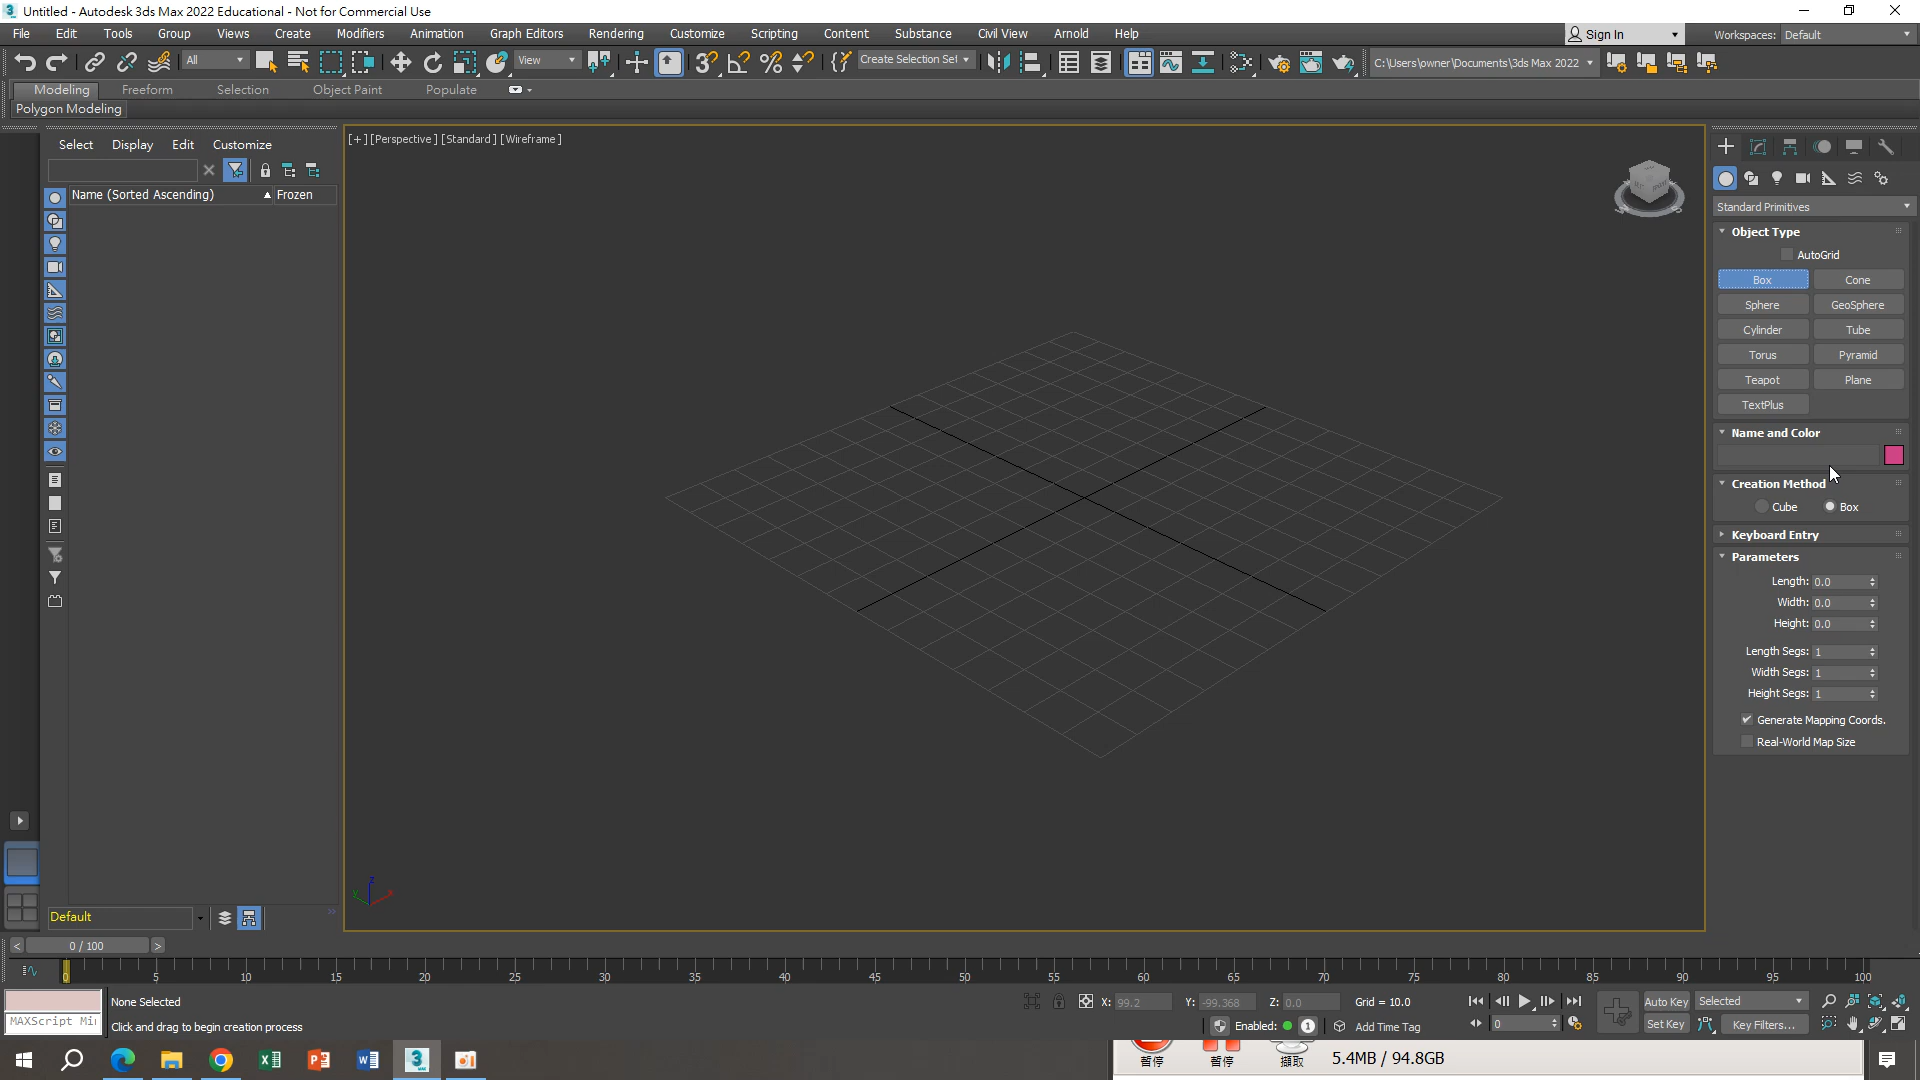 Untitled - Autodesk 3ds Max 2022 Educational - Not for Commercial Use
File Edit Tools Group Views Create Modifiers Animation Graph Editors Rendering Customize Scripting Content Substance Civil View Arnold Help Sign In Workspaces: Default
All View Create Selection Set C:\Users\owner\Documents\3ds Max 2022
Modeling Freeform Selection Object Paint Populate
Polygon Modeling
Select Display Edit Customize
Name (Sorted Ascending) Frozen
[+] [Perspective] [Standard] [Wireframe]
Standard Primitives
Object Type
AutoGrid
Box Cone
Sphere GeoSphere
Cylinder Tube
Torus Pyramid
Teapot Plane
TextPlus
Name and Color
Creation Method
Cube Box
Keyboard Entry
Parameters
Length: 0.0
Width: 0.0
Height: 0.0
Length Segs: 1
Width Segs: 1
Height Segs: 1
Generate Mapping Coords.
Real-World Map Size
z
y x
Default
< 0 / 100 >
0 5 10 15 20 25 30 35 40 45 50 55 60 65 70 75 80 85 90 95 100
None Selected X: 99.2 Y: -99.368 Z: 0.0 Grid = 10.0 Auto Key Selected
MAXScript Mi Click and drag to begin creation process Enabled: 1 Add Time Tag 0 Set Key Key Filters...
暫停 暫停 擷取 5.4MB / 94.8GB